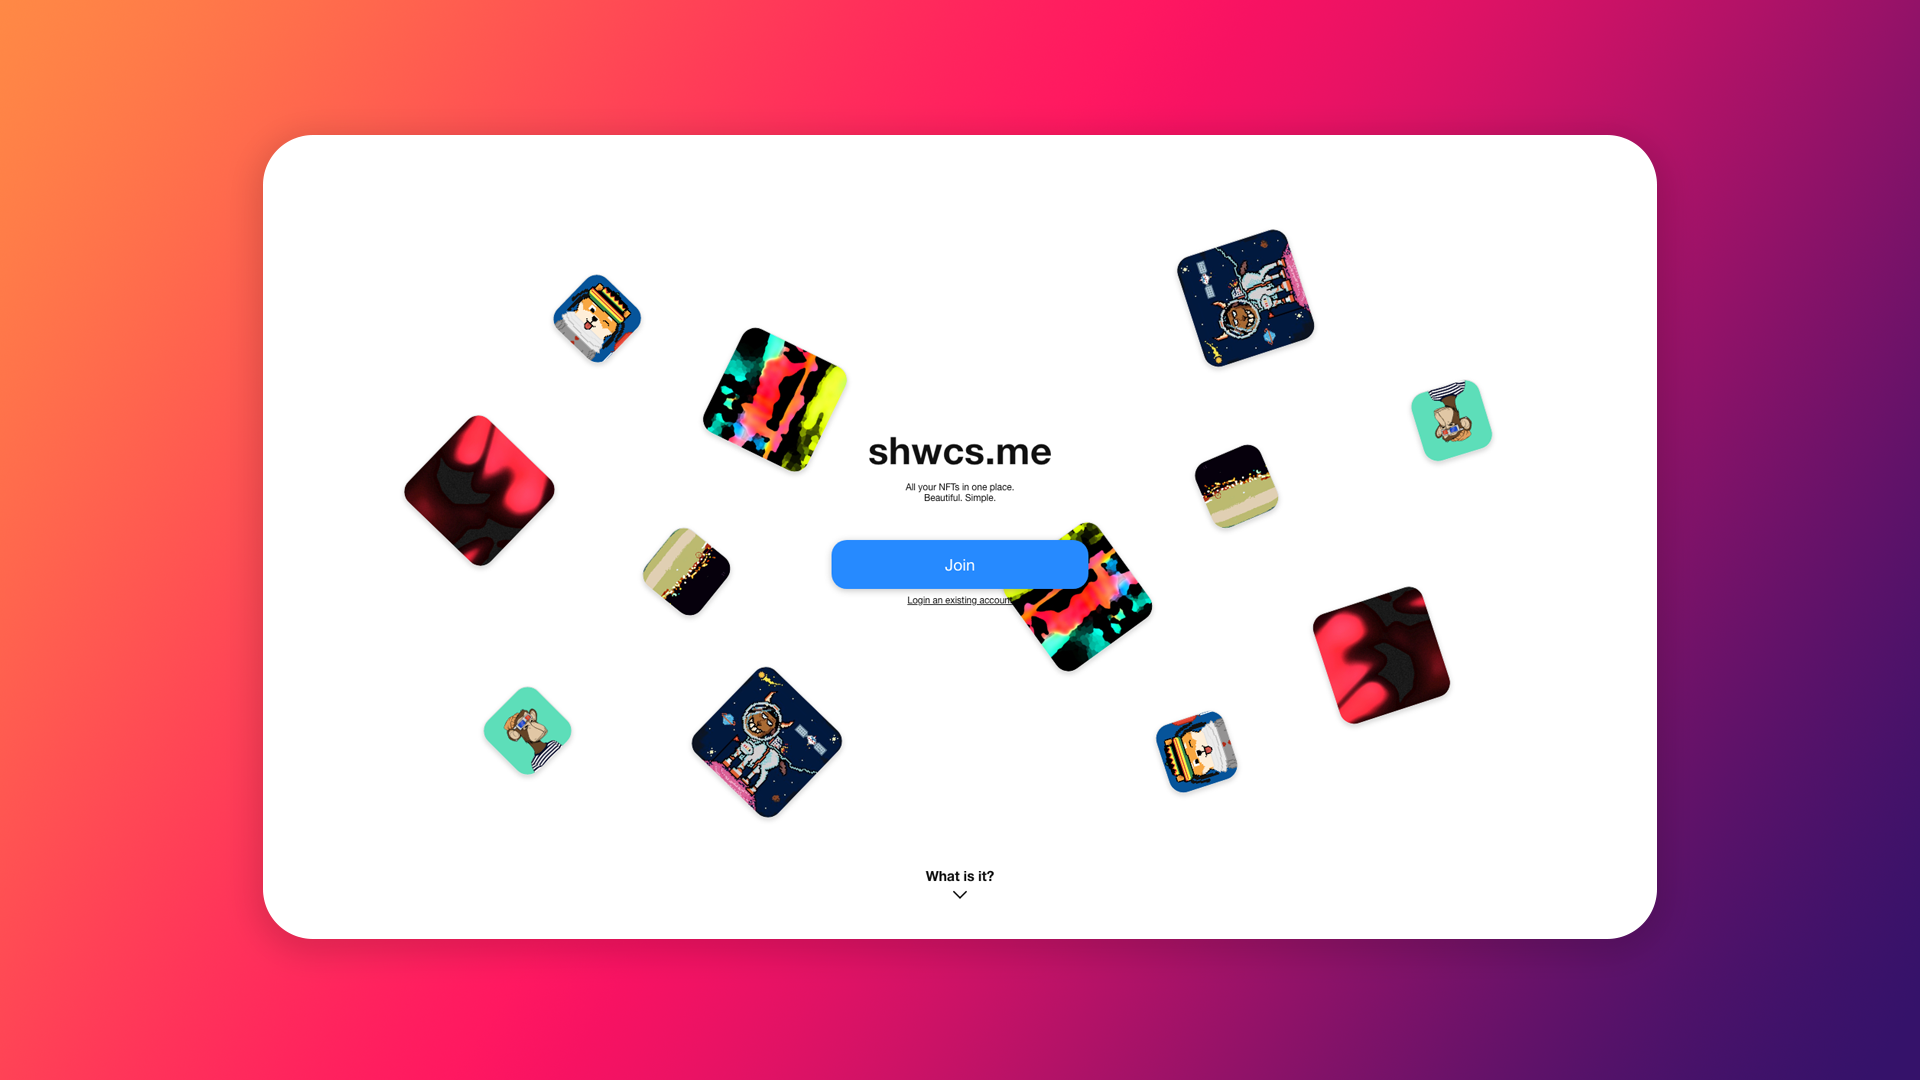 shwcs.me
All your NFTs in one place.
Beautiful. Simple.
Join
Login an existing account
What is it?